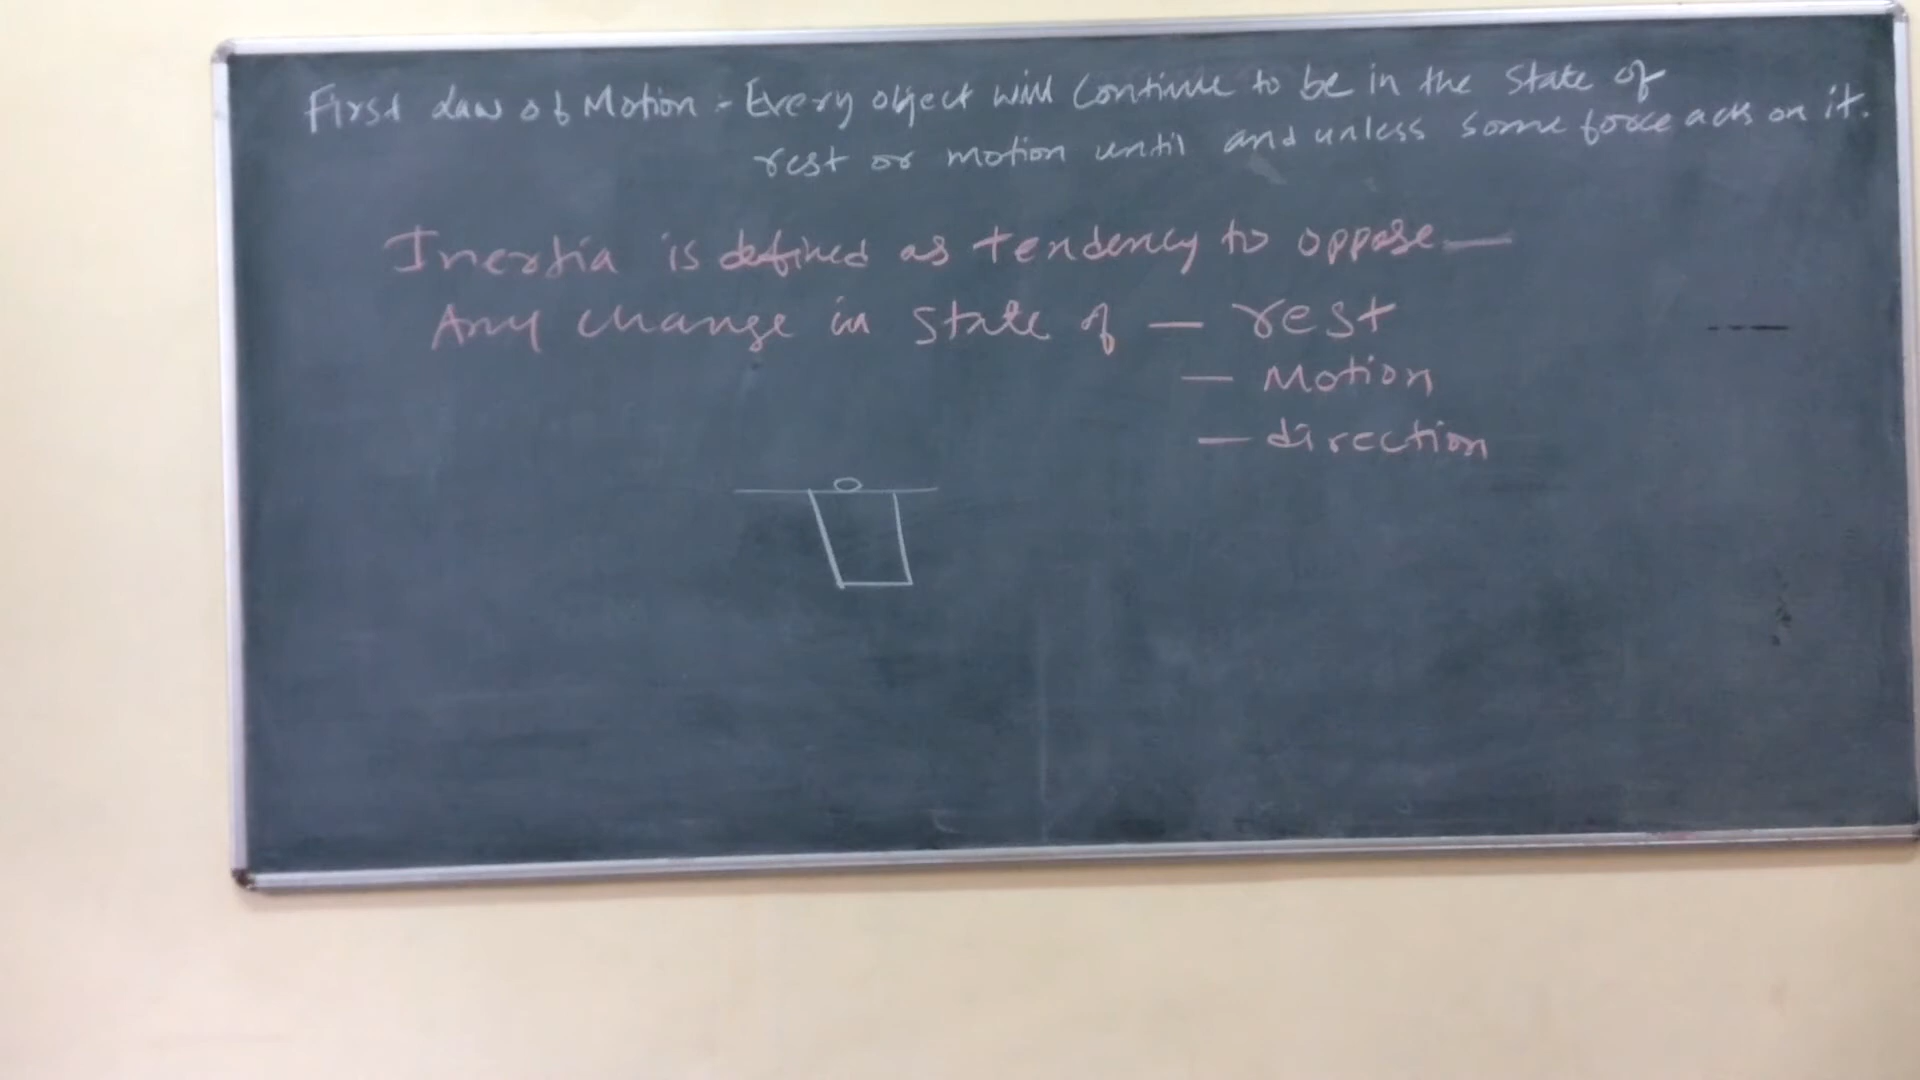 First Law of Motion - Every object will continue to be in the state of
rest or motion until and unless some force acts on it.
Inertia is defined as tendency to oppose —
Any change in state of — rest
— Motion
— direction